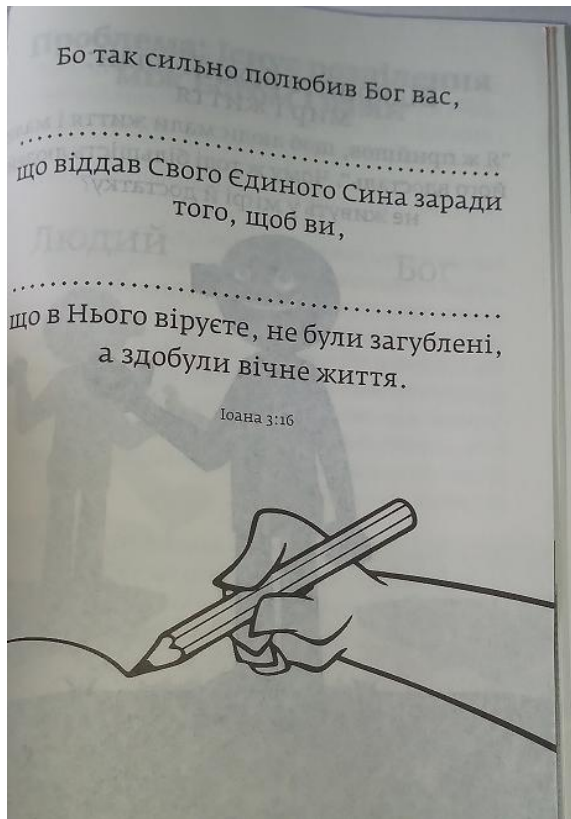 Бо так сильно полюбив Бог вас,
........................................................
що віддав Свого Єдиного Сина заради
того, щоб ви,
........................................................
що в Нього віруєте, не були загублені,
а здобули вічне життя.
Іоана 3:16